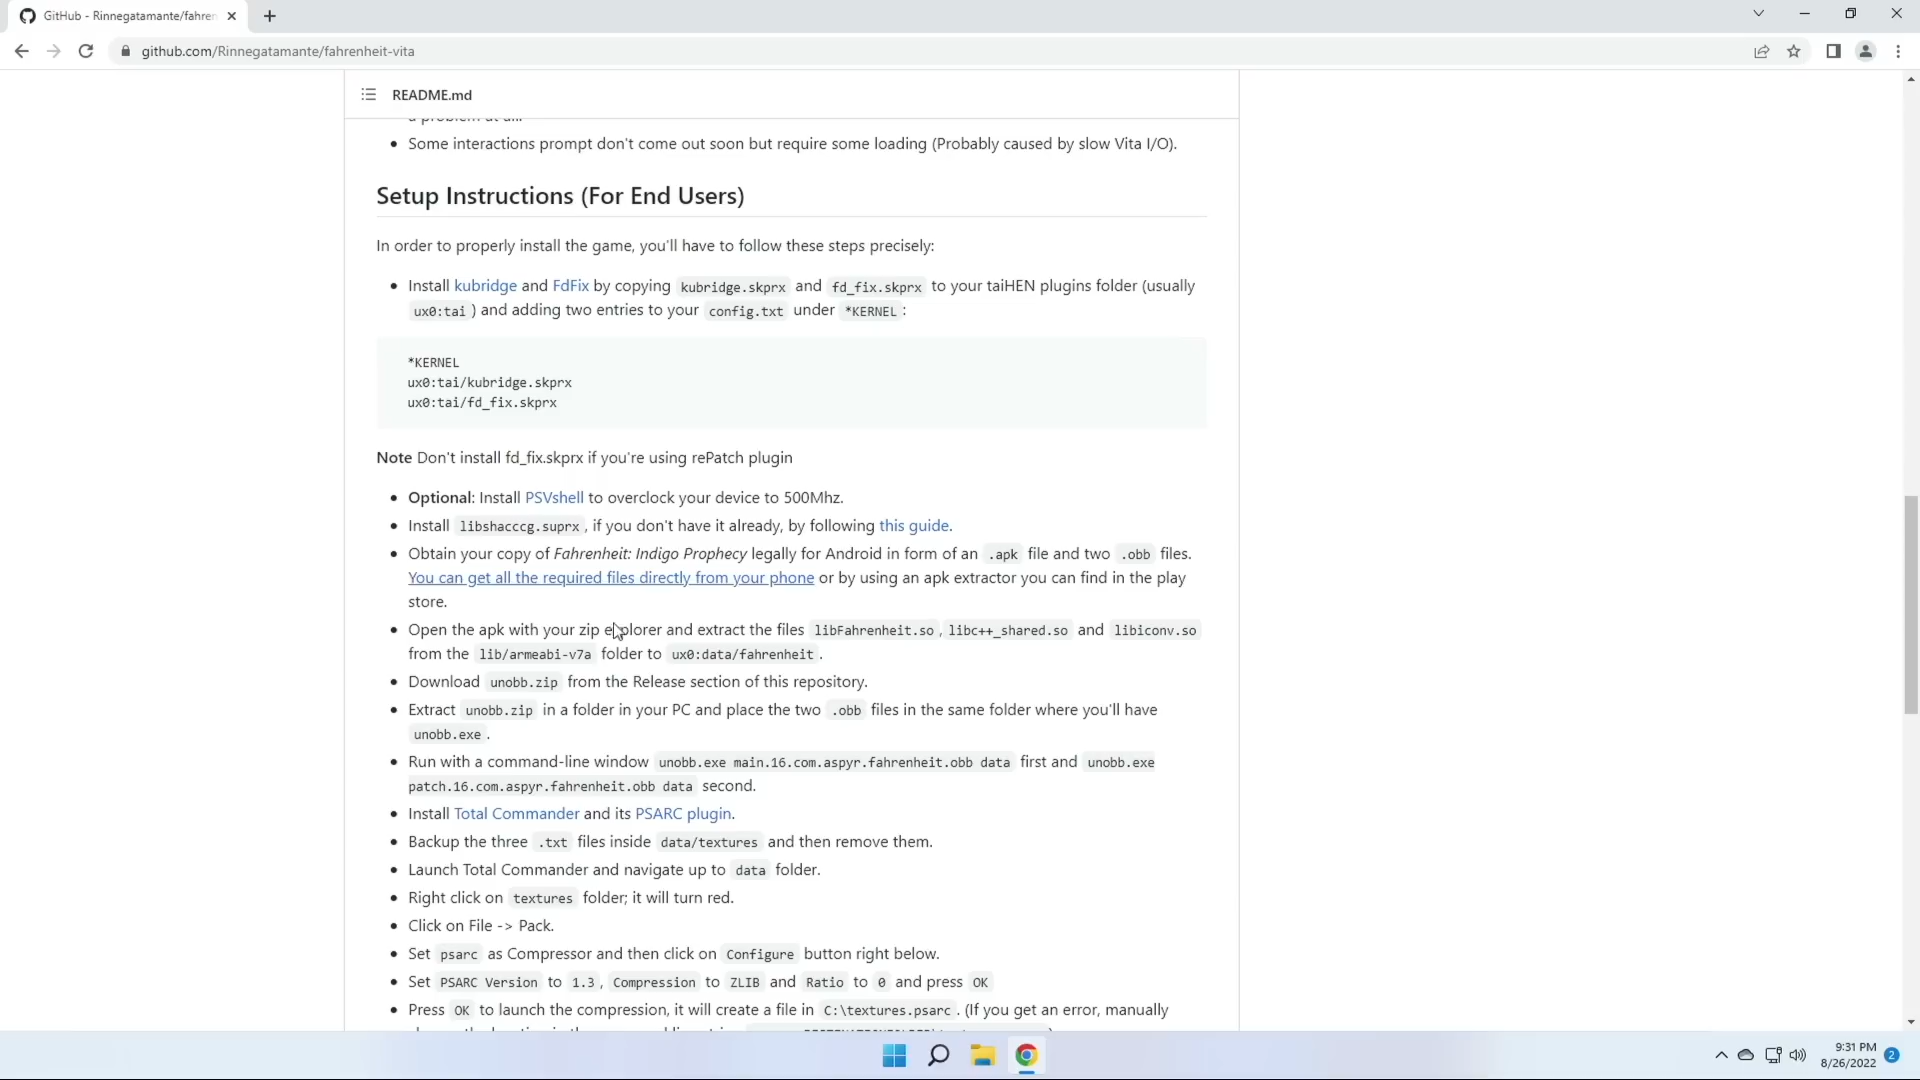 GitHub - Rinnegatamante/fahren
github.com/Rinnegatamante/fahrenheit-vita
README.md
a problem at all.
Some interactions prompt don't come out soon but require some loading (Probably caused by slow Vita I/O).
Setup Instructions (For End Users)
In order to properly install the game, you'll have to follow these steps precisely:
Install kubridge and FdFix by copying kubridge.skprx and fd_fix.skprx to your taiHEN plugins folder (usually
ux0:tai ) and adding two entries to your config.txt under *KERNEL :
*KERNEL
ux0:tai/kubridge.skprx
ux0:tai/fd_fix.skprx
Note Don't install fd_fix.skprx if you're using rePatch plugin
Optional: Install PSVshell to overclock your device to 500Mhz.
Install libshacccg.suprx , if you don't have it already, by following this guide.
Obtain your copy of Fahrenheit: Indigo Prophecy legally for Android in form of an .apk file and two .obb files.
You can get all the required files directly from your phone or by using an apk extractor you can find in the play
store.
Open the apk with your zip explorer and extract the files libFahrenheit.so , libc++_shared.so and libiconv.so
from the lib/armeabi-v7a folder to ux0:data/fahrenheit .
Download unobb.zip from the Release section of this repository.
Extract unobb.zip in a folder in your PC and place the two .obb files in the same folder where you'll have
unobb.exe .
Run with a command-line window unobb.exe main.16.com.aspyr.fahrenheit.obb data first and unobb.exe
patch.16.com.aspyr.fahrenheit.obb data second.
Install Total Commander and its PSARC plugin.
Backup the three .txt files inside data/textures and then remove them.
Launch Total Commander and navigate up to data folder.
Right click on textures folder; it will turn red.
Click on File -> Pack.
Set psarc as Compressor and then click on Configure button right below.
Set PSARC Version to 1.3 , Compression to ZLIB and Ratio to 0 and press OK
Press OK to launch the compression, it will create a file in C:\textures.psarc . (If you get an error, manually
9:31 PM
8/26/2022
2